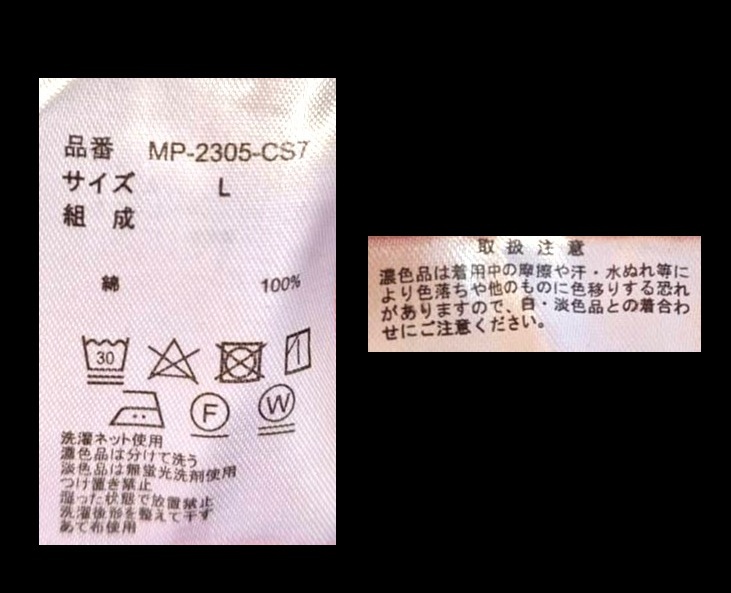 品番 MP-2305-CS7
サイズ L
組成
綿 100%
30
F
W
洗濯ネット使用
濃色品は分けて洗う
淡色品は無蛍光洗剤使用
つけ置き禁止
湿った状態で放置禁止
洗濯後形を整えて干す
あて布使用
取扱注意
濃色品は着用中の摩擦や汗・水ぬれ等に
より色落ちや他のものに色移りする恐れ
がありますので、白・淡色品との着合わ
せにご注意ください。